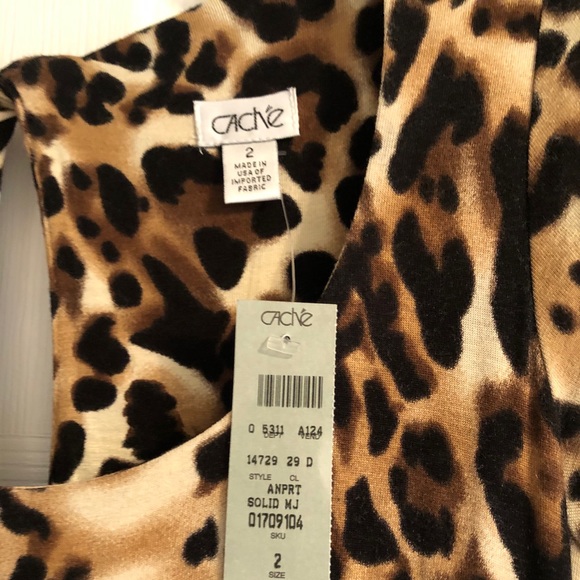 CACHÉ
2
MADE IN
USA OF
IMPORTED
FABRIC
CACHÉ
0 5311 A124
DEPT VEND
14729 29 D
STYLE CL
ANPRT
SOLID MJ
01709104
SKU
2
SIZE